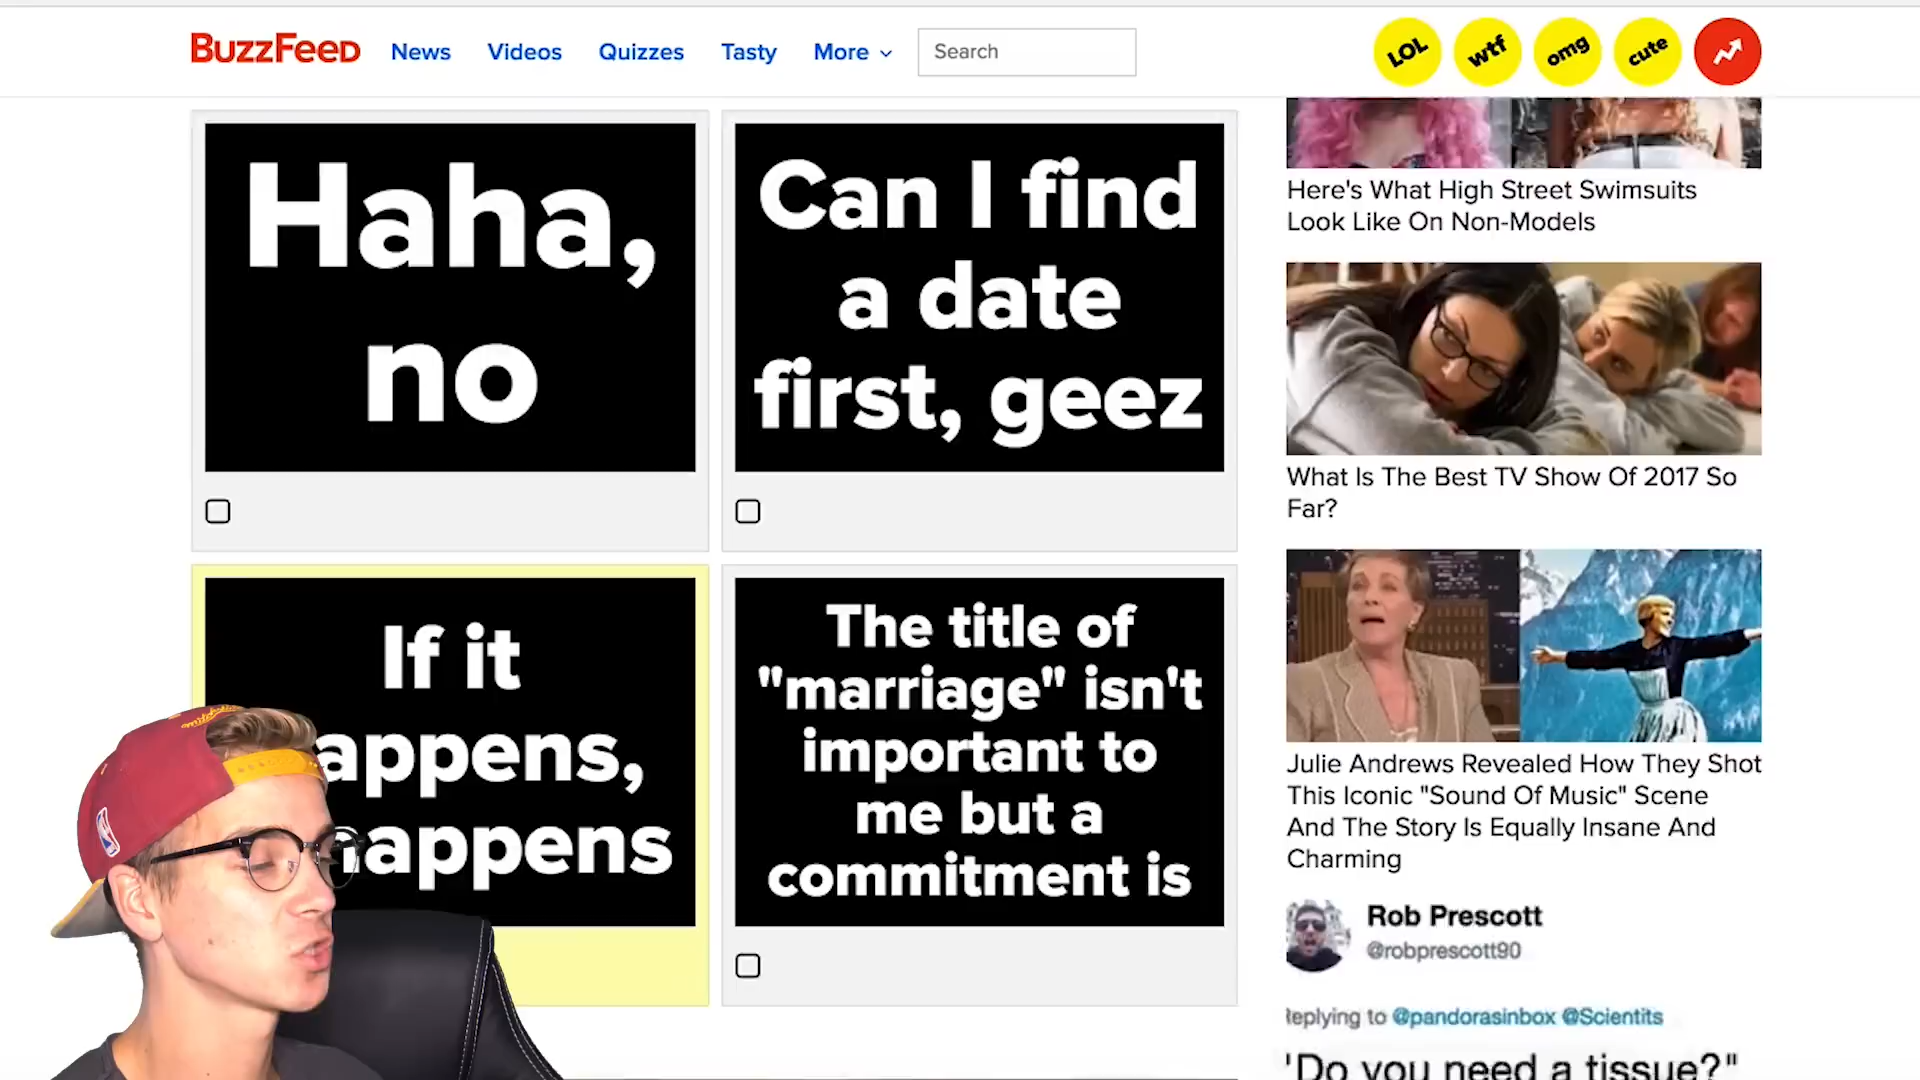 BuzzFeed
News
Videos
Quizzes
Tasty
More
Search
LOL
wtf
omg
cute
Haha,
no
Can I find
a date
first, geez
If it
appens,
happens
The title of
"marriage" isn't
important to
me but a
commitment is
Here's What High Street Swimsuits
Look Like On Non-Models
What Is The Best TV Show Of 2017 So
Far?
Julie Andrews Revealed How They Shot
This Iconic "Sound Of Music" Scene
And The Story Is Equally Insane And
Charming
Rob Prescott
@robprescott90
Replying to @pandorasinbox @Scientits
"Do you need a tissue?"